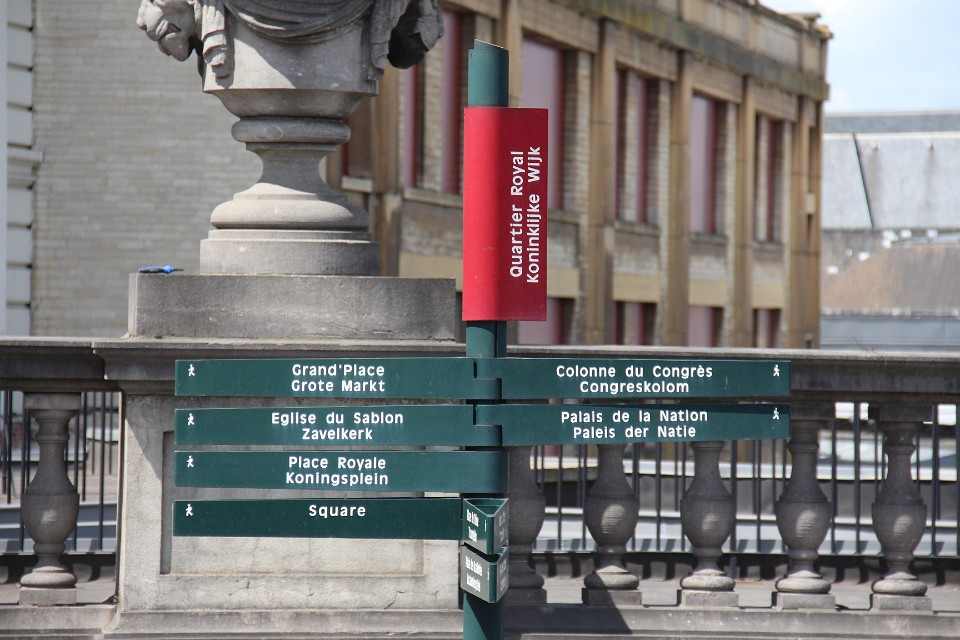 Quartier Royal
Koninklijke Wijk
Grand'Place
Grote Markt
Colonne du Congrès
Congreskolom
Eglise du Sablon
Zavelkerk
Palais de la Nation
Paleis der Natie
Place Royale
Koningsplein
Square